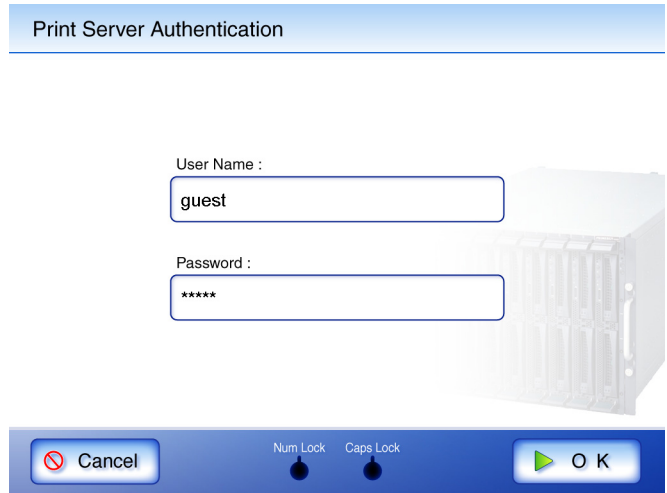 Print Server Authentication
User Name :
guest
Password :
*****
Num Lock Caps Lock
Cancel
O K